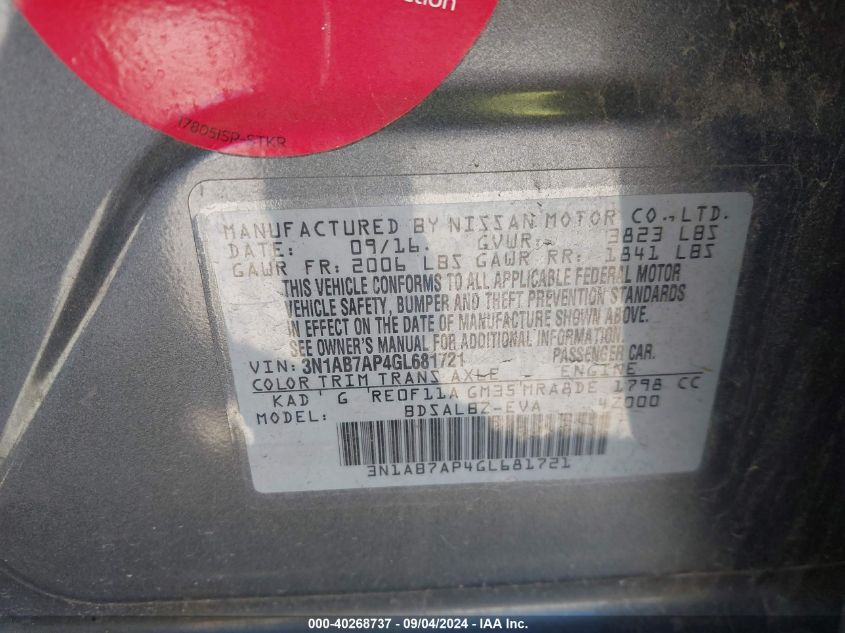 ction
178D51SP-STKR
MANUFACTURED BY NISSAN MOTOR CO.,LTD.
DATE: 09/16. GVWR: 3823 LBS
GAWR FR: 2006 LBS GAWR RR: 1841 LBS
THIS VEHICLE CONFORMS TO ALL APPLICABLE FEDERAL MOTOR
VEHICLE SAFETY, BUMPER AND THEFT PREVENTION STANDARDS
IN EFFECT ON THE DATE OF MANUFACTURE SHOWN ABOVE.
SEE OWNER'S MANUAL FOR ADDITIONAL INFORMATION.
VIN: 3N1AB7AP4GL681721 PASSENGER CAR.
COLOR TRIM TRANS AXLE ENGINE
KAD G RE0F11A GM35 MRA8DE 1798 CC
MODEL: BDSALBZ-EVA 4Z000
3N1AB7AP4GL681721
000-40268737 - 09/04/2024 - IAA, Inc.